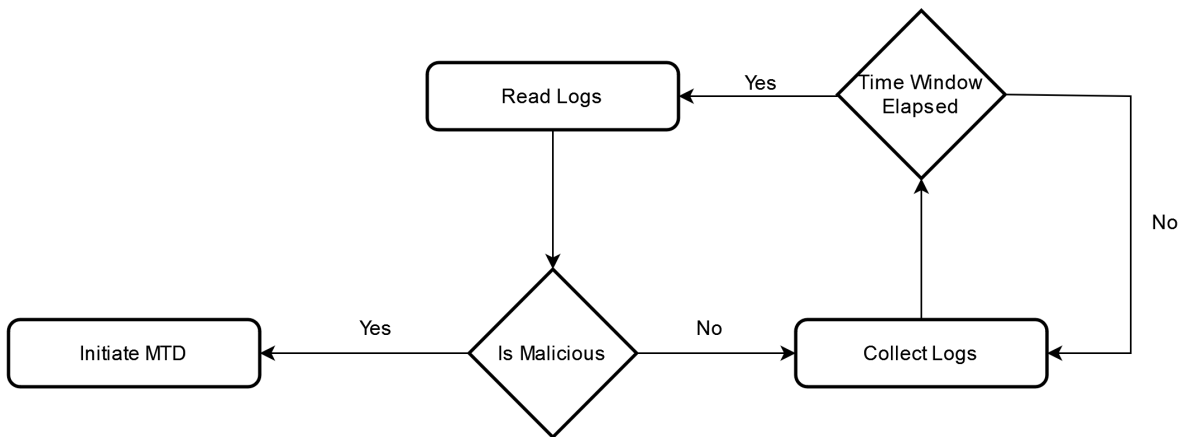 Time Window
Elapsed
Yes
Read Logs
No
Yes
No
Initiate MTD
Is Malicious
Collect Logs